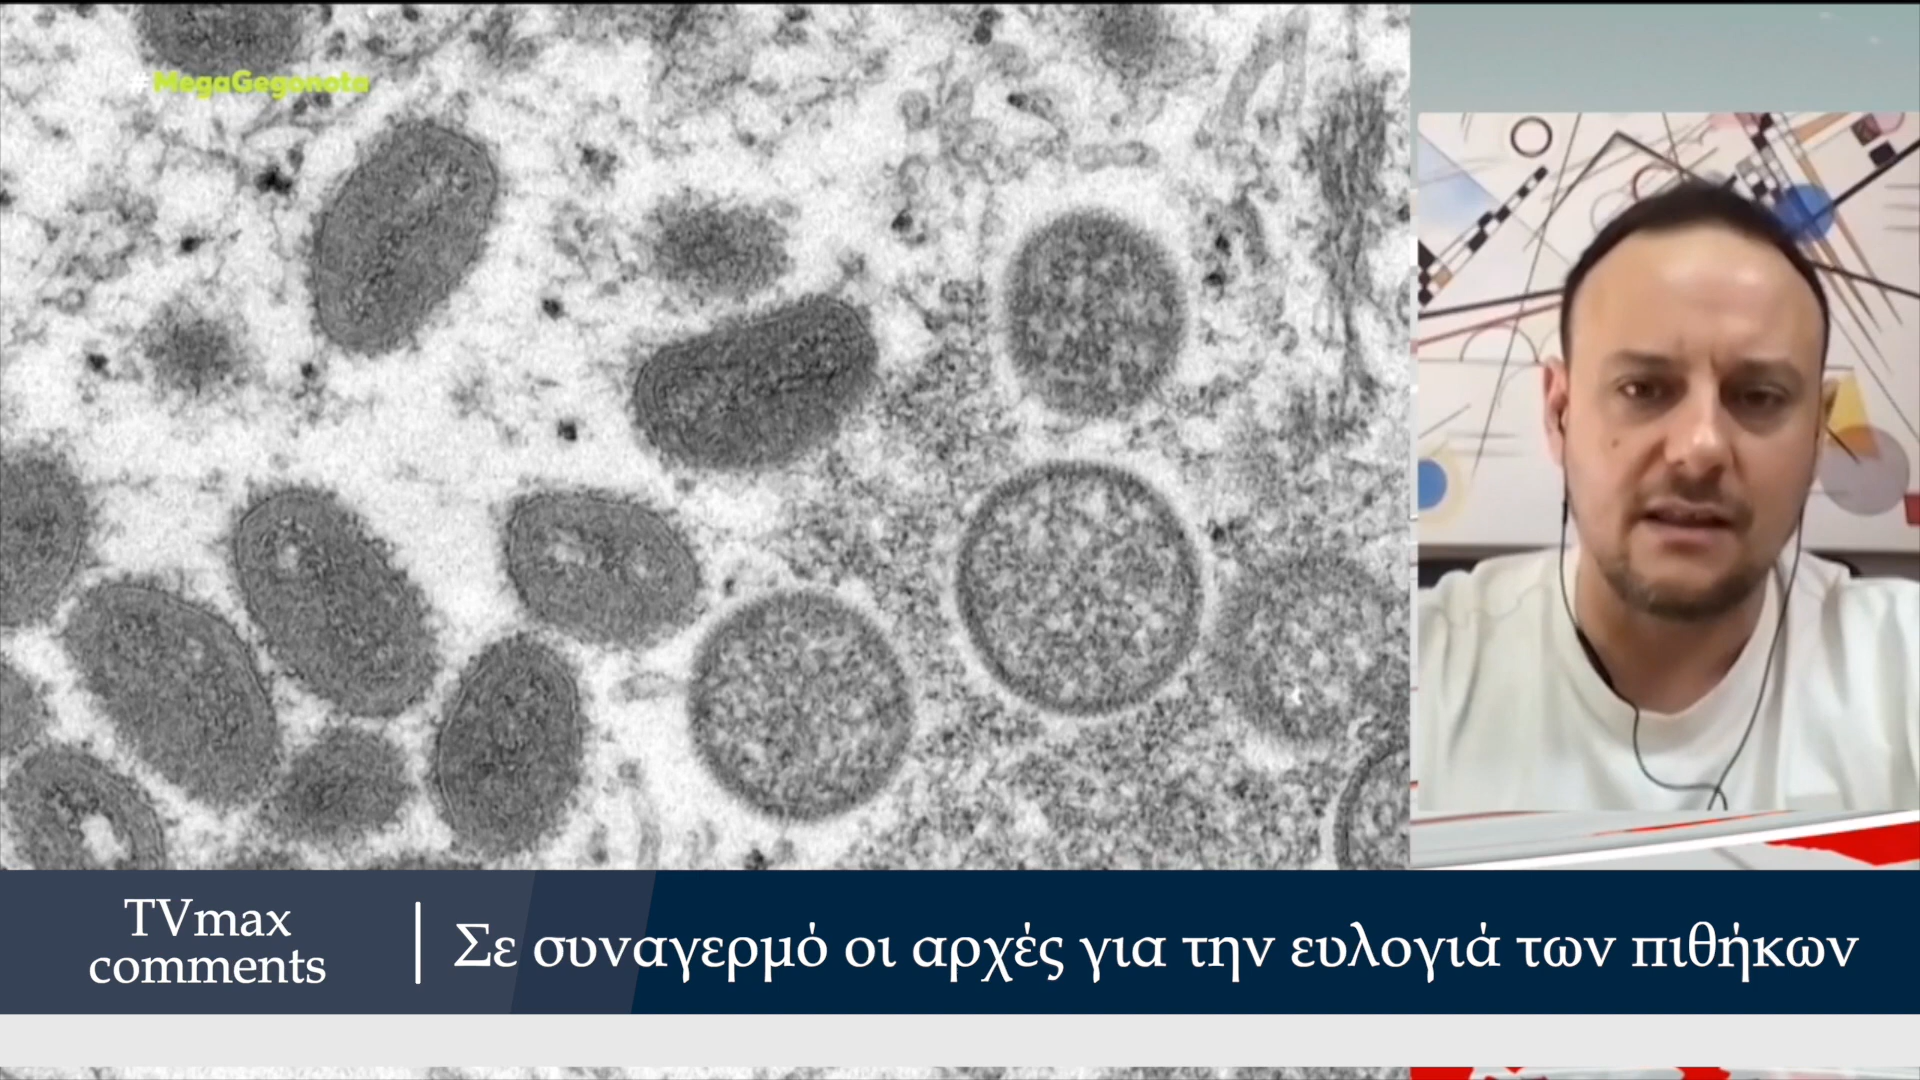 #MegaGegonota
TVmax
comments
Σε συναγερμό οι αρχές για την ευλογιά των πιθήκων